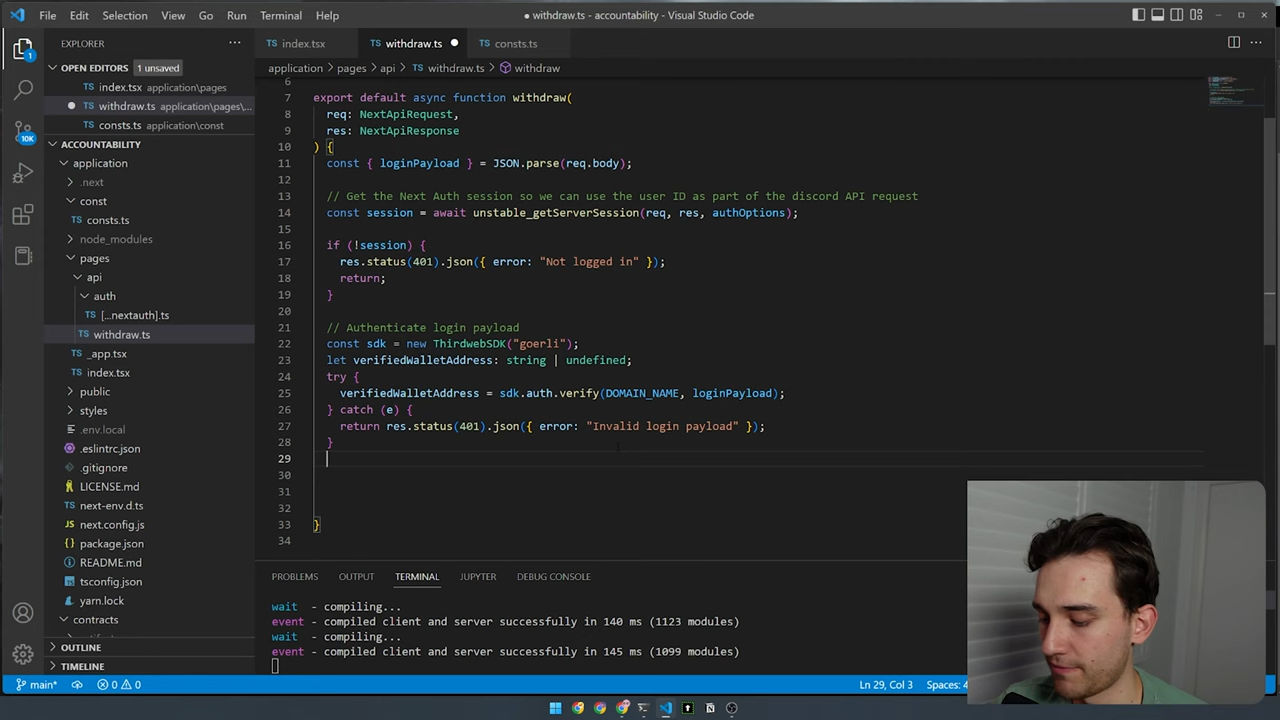 File Edit Selection View Go Run Terminal Help
withdraw.ts - accountability - Visual Studio Code
EXPLORER
OPEN EDITORS 1 unsaved
TS index.tsx application\pages
TS withdraw.ts application\pages\...
TS consts.ts application\const
ACCOUNTABILITY
application
.next
const
TS consts.ts
node_modules
pages
api
auth
TS [...nextauth].ts
TS withdraw.ts
TS _app.tsx
TS index.tsx
public
styles
.env.local
.eslintrc.json
.gitignore
LICENSE.md
TS next-env.d.ts
next.config.js
package.json
README.md
tsconfig.json
yarn.lock
contracts
OUTLINE
TIMELINE
1
10K
TS index.tsx TS withdraw.ts TS consts.ts
application > pages > api > TS withdraw.ts > withdraw
6
7 export default async function withdraw(
8 req: NextApiRequest,
9 res: NextApiResponse
10 ) {
11 const { loginPayload } = JSON.parse(req.body);
12
13 // Get the Next Auth session so we can use the user ID as part of the discord API request
14 const session = await unstable_getServerSession(req, res, authOptions);
15
16 if (!session) {
17 res.status(401).json({ error: "Not logged in" });
18 return;
19 }
20
21 // Authenticate login payload
22 const sdk = new ThirdwebSDK("goerli");
23 let verifiedWalletAddress: string | undefined;
24 try {
25 verifiedWalletAddress = sdk.auth.verify(DOMAIN_NAME, loginPayload);
26 } catch (e) {
27 return res.status(401).json({ error: "Invalid login payload" });
28 }
29
30
31
32
33 }
34
PROBLEMS OUTPUT TERMINAL JUPYTER DEBUG CONSOLE
wait - compiling...
event - compiled client and server successfully in 140 ms (1123 modules)
wait - compiling...
event - compiled client and server successfully in 145 ms (1099 modules)
main* 0 0 Ln 29, Col 3 Spaces: 4